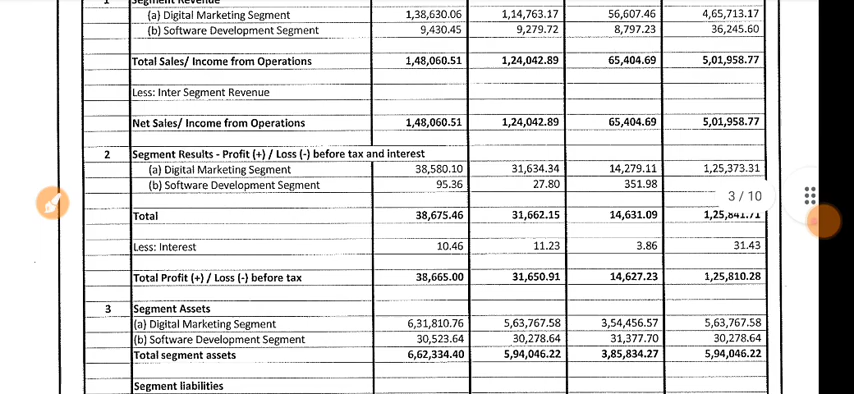 1 Segment Revenue
(a) Digital Marketing Segment 1,38,630.06 1,14,763.17 56,607.46 4,65,713.17
(b) Software Development Segment 9,430.45 9,279.72 8,797.23 36,245.60
Total Sales/ Income from Operations 1,48,060.51 1,24,042.89 65,404.69 5,01,958.77
Less: Inter Segment Revenue
Net Sales/ Income from Operations 1,48,060.51 1,24,042.89 65,404.69 5,01,958.77
2 Segment Results - Profit (+) / Loss (-) before tax and interest
(a) Digital Marketing Segment 38,580.10 31,634.34 14,279.11 1,25,373.31
(b) Software Development Segment 95.36 27.80 351.98
3 / 10
Total 38,675.46 31,662.15 14,631.09 1,25,841.71
Less: Interest 10.46 11.23 3.86 31.43
Total Profit (+) / Loss (-) before tax 38,665.00 31,650.91 14,627.23 1,25,810.28
3 Segment Assets
(a) Digital Marketing Segment 6,31,810.76 5,63,767.58 3,54,456.57 5,63,767.58
(b) Software Development Segment 30,523.64 30,278.64 31,377.70 30,278.64
Total segment assets 6,62,334.40 5,94,046.22 3,85,834.27 5,94,046.22
Segment liabilities